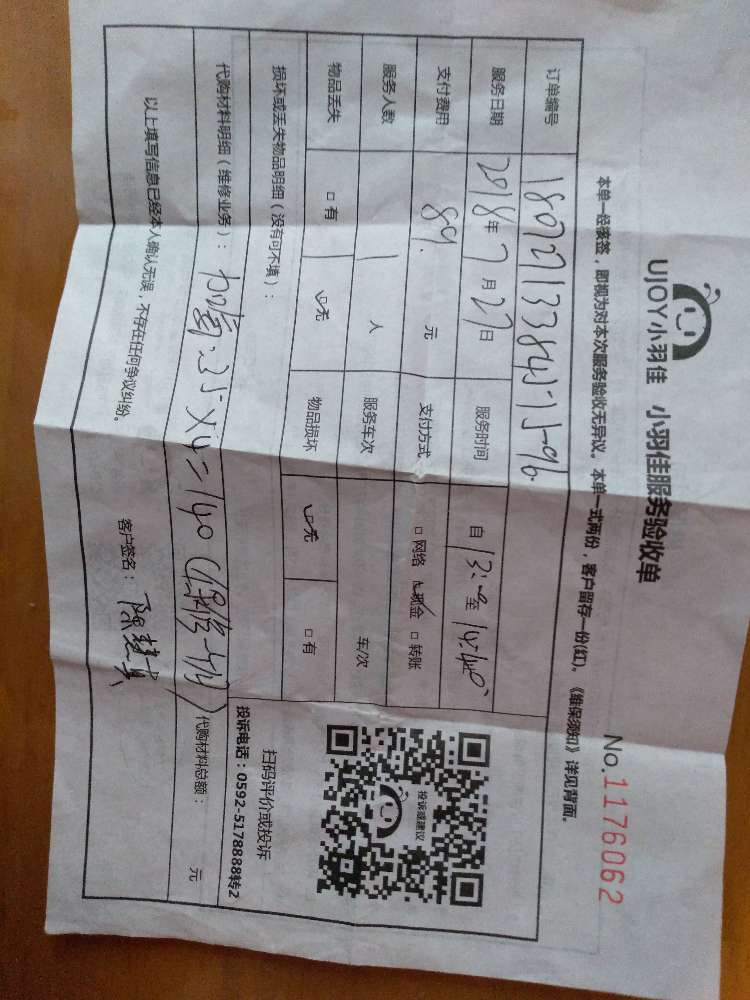 UJOY小羽佳 小羽佳服务验收单
No.1176062
本单一经核签，即视为对本次服务验收无异议。本单一式两份，客户留存一份(红)。《维保须知》详见背面。
订单编号
服务日期 2018年7月27日 服务时间 自 至 14:40
支付费用 89. 元 支付方式 □ 网络 现金 □ 转账
服务人数 1 人 服务车次 车/次
物品丢失 □ 有 无 物品损坏 无 □ 有
损坏或丢失物品明细（没有可不填）：
代购材料明细（维修业务）： 25×4=140 代购材料总额： 元
以上填写信息已经本人确认无误，不存在任何争议纠纷。
客户签名：
投诉或建议
扫码评价或投诉
投诉电话：0592-5178888转2